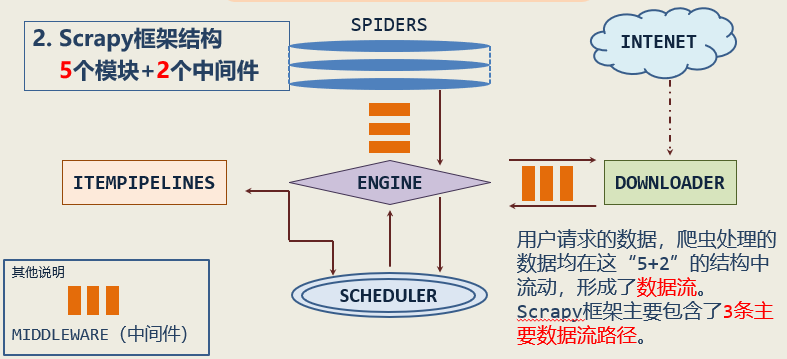 2. Scrapy框架结构
5个模块+2个中间件
SPIDERS
INTENET
ITEMPIPELINES
ENGINE
DOWNLOADER
SCHEDULER
用户请求的数据，爬虫处理的
数据均在这“5+2”的结构中
流动，形成了数据流。
Scrapy框架主要包含了3条主
要数据流路径。
其他说明
MIDDLEWARE（中间件）